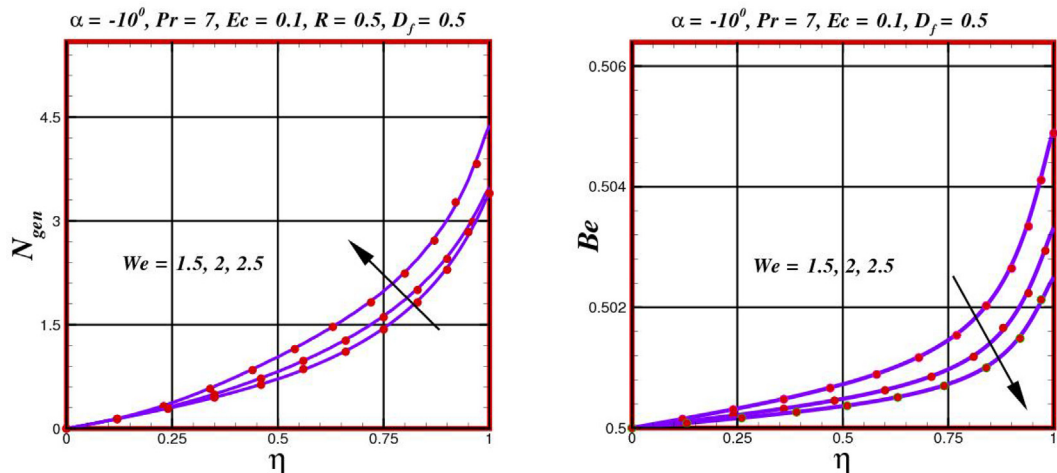 α = -10⁰, Pr = 7, Ec = 0.1, R = 0.5, D_f = 0.5
4.5
3
1.5
0
N_gen
We = 1.5, 2, 2.5
0.25 0.5 0.75 1
η
α = -10⁰, Pr = 7, Ec = 0.1, D_f = 0.5
0.506
0.504
0.502
0.5
Be
We = 1.5, 2, 2.5
0.25 0.5 0.75 1
η